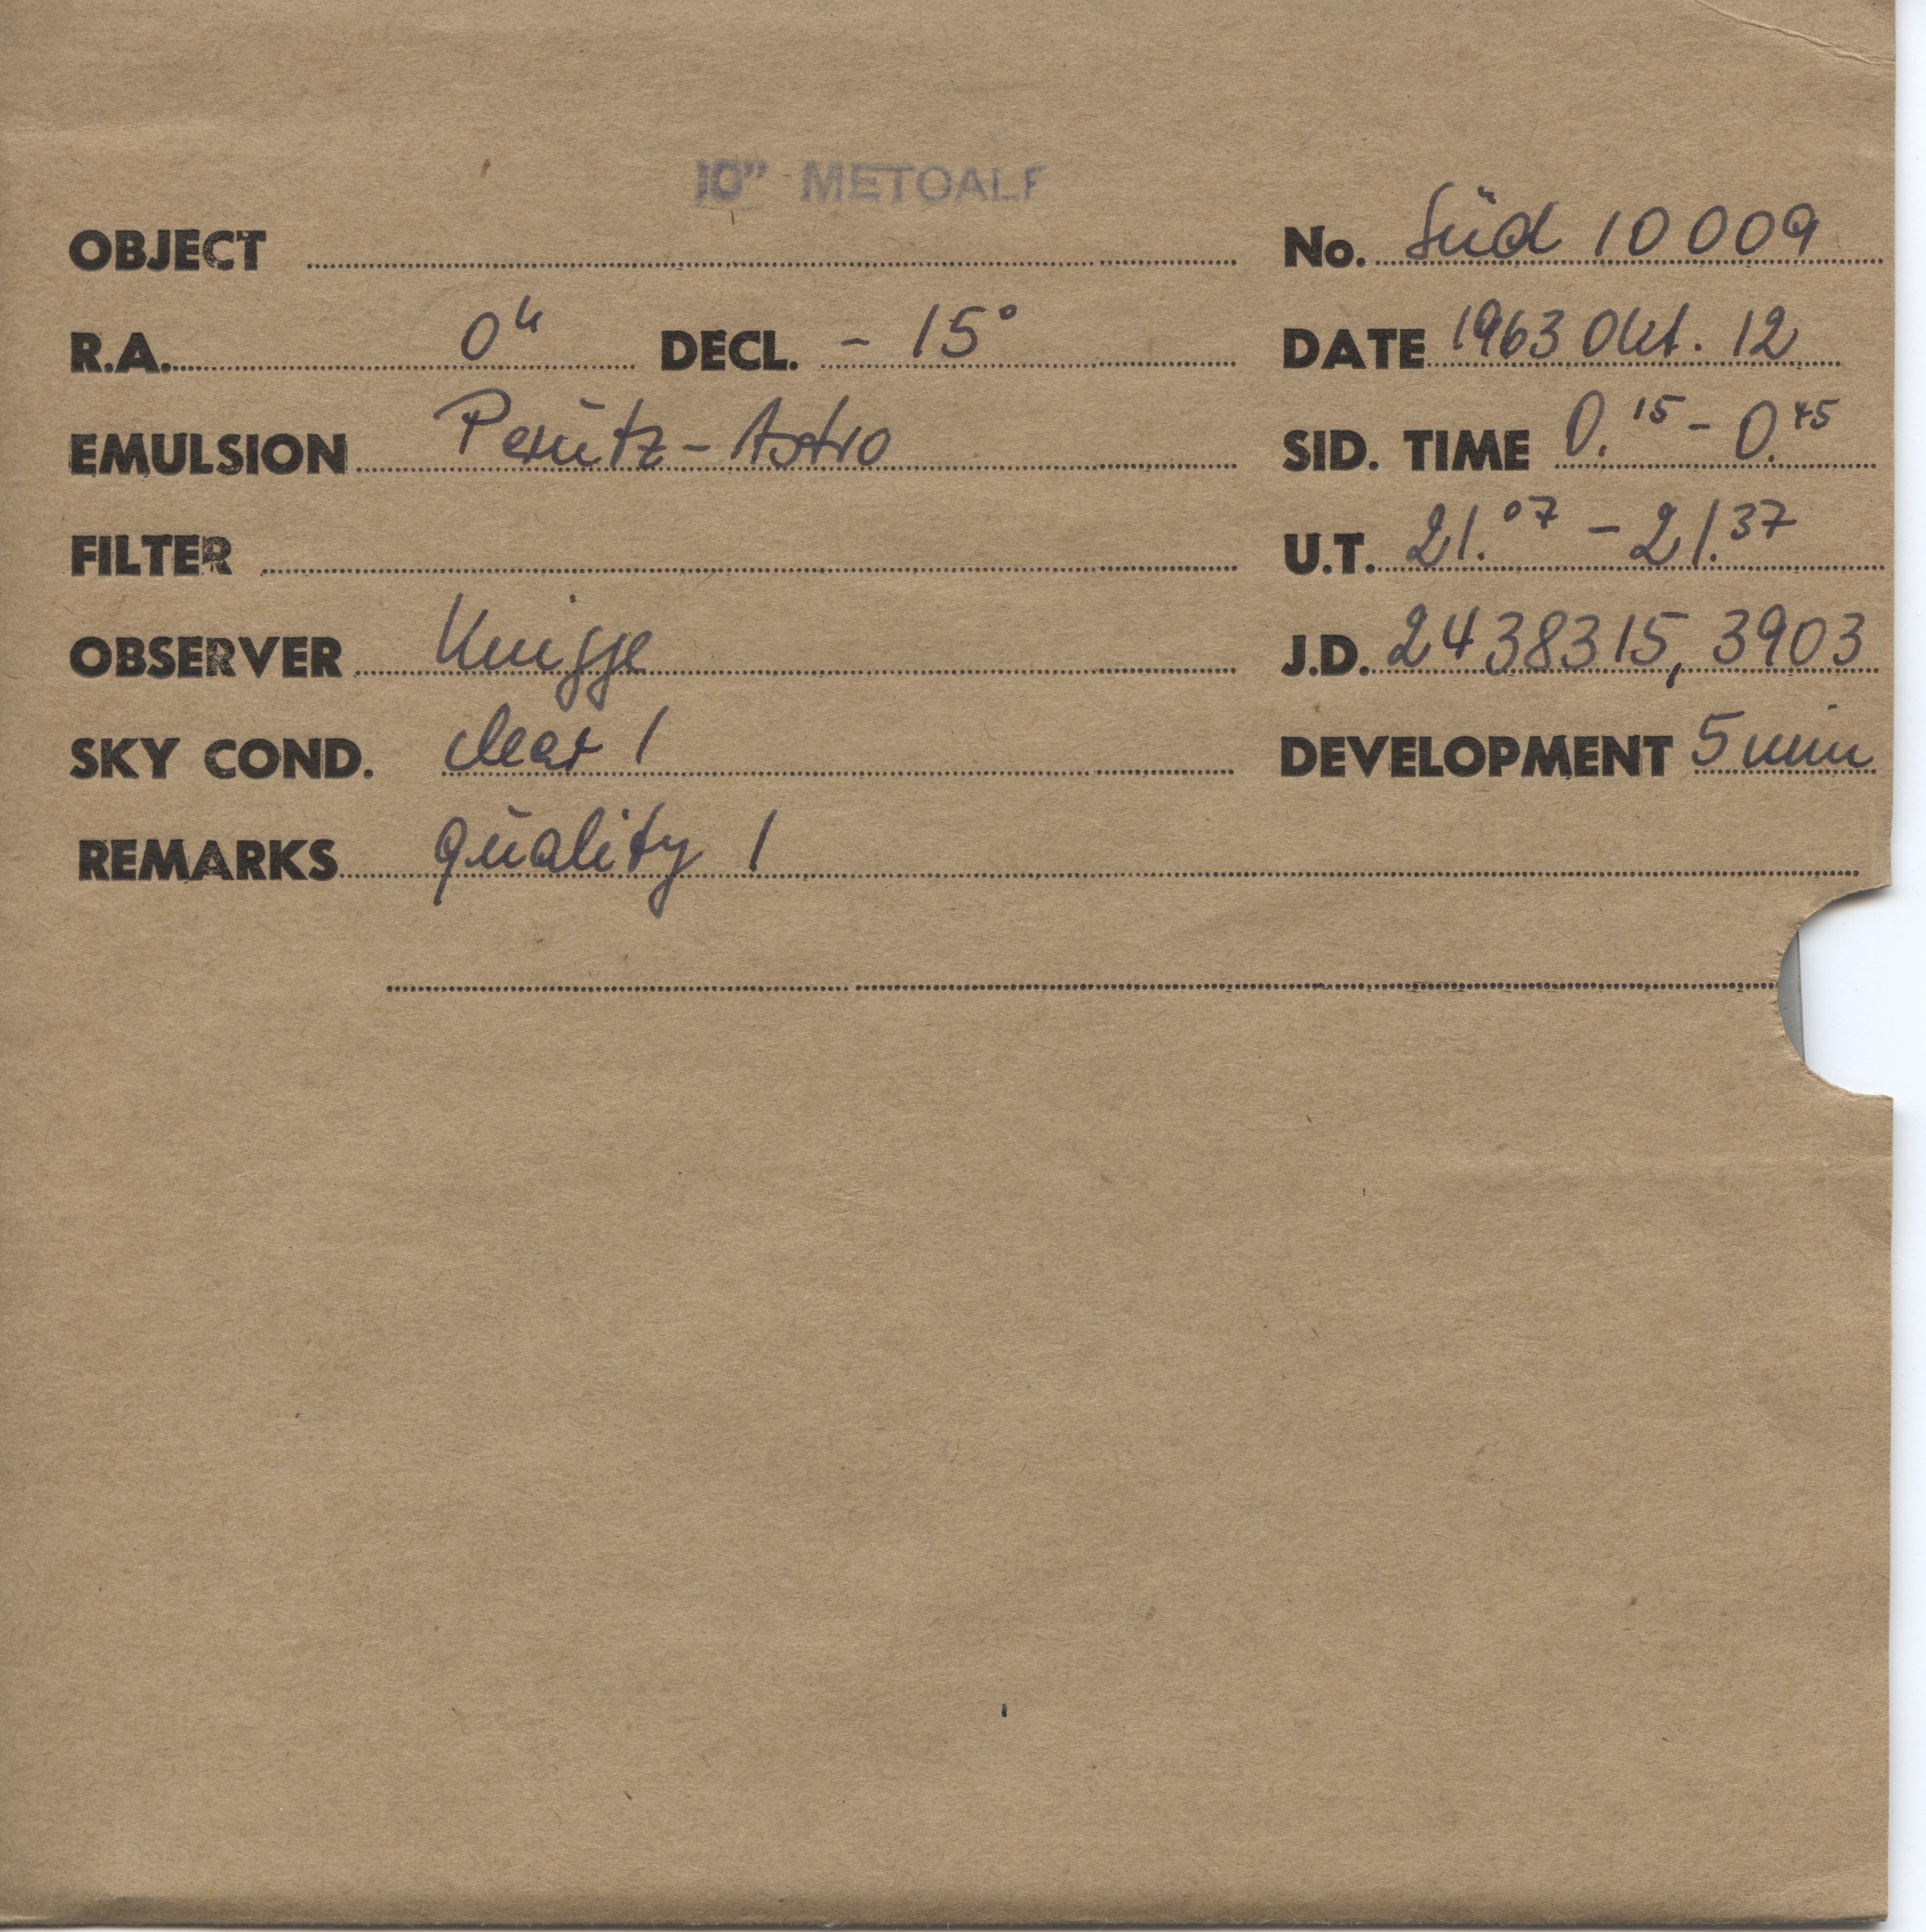 10" METCALF
OBJECT No. Süd 10009
R.A. 0h DECL. - 15° DATE 1963 Okt. 12
EMULSION Perutz-Astro SID. TIME 0.15 - 0.45
FILTER U.T. 21.07 - 21.37
OBSERVER Knigge J.D. 2438315,3903
SKY COND. clear 1 DEVELOPMENT 5 min
REMARKS quality 1